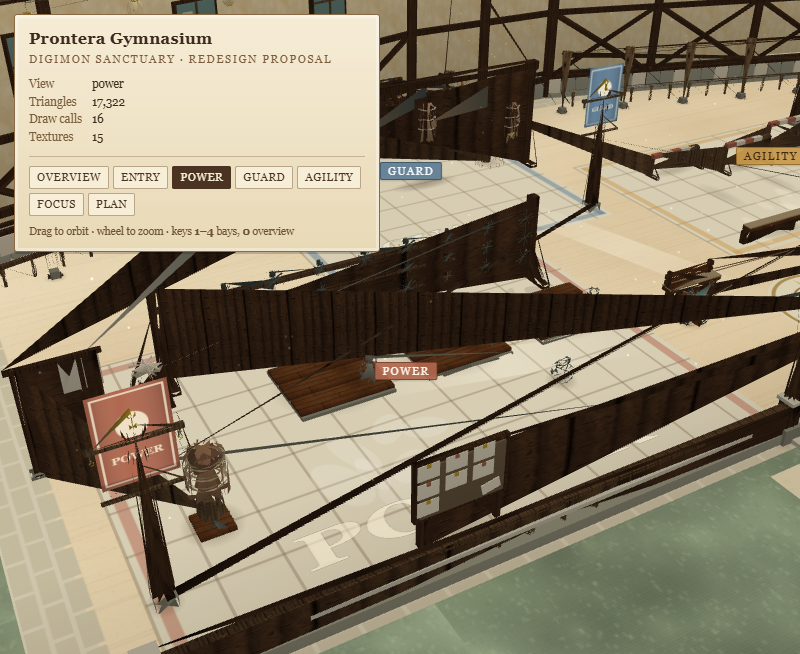 Prontera Gymnasium
DIGIMON SANCTUARY · REDESIGN PROPOSAL
View power
Triangles 17,322
Draw calls 16
Textures 15
OVERVIEW ENTRY POWER GUARD AGILITY
FOCUS PLAN
Drag to orbit · wheel to zoom · keys 1–4 bays, 0 overview
GUARD
GUARD
AGILITY
POWER
POWER
PO